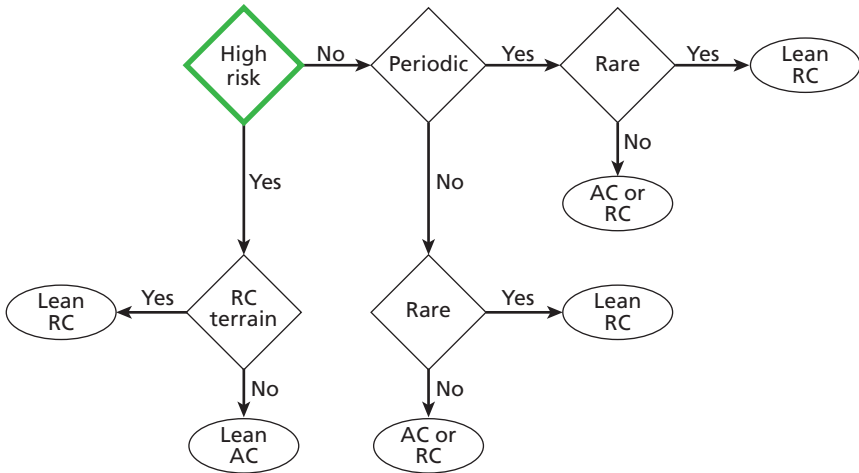 High
risk
No
Periodic
Yes
Rare
Yes
Lean
RC
No
AC or
RC
Yes
No
Lean
RC
Yes
RC
terrain
Rare
Yes
Lean
RC
No
Lean
AC
No
AC or
RC